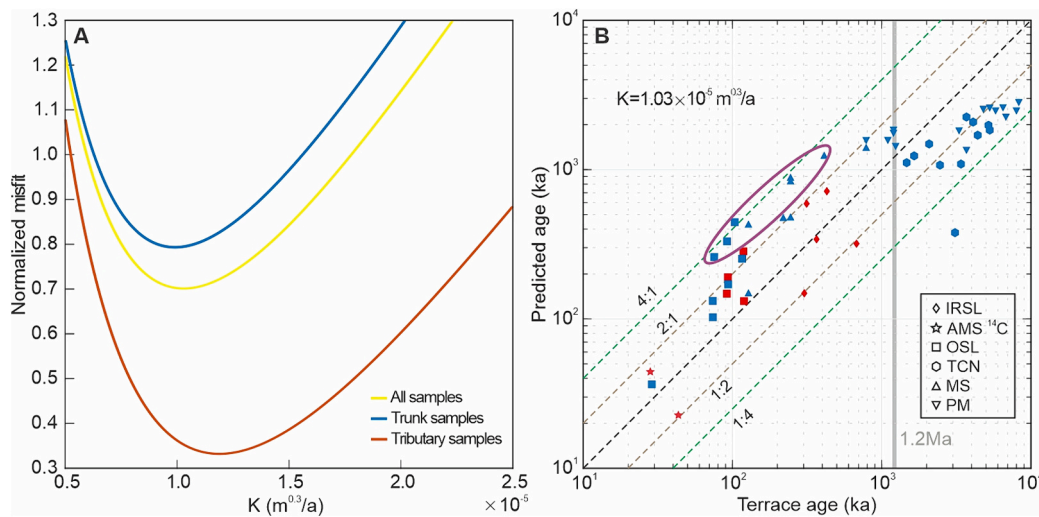 A
Normalized misfit
1.3
1.2
1.1
1.0
0.9
0.8
0.7
0.6
0.5
0.4
0.3
0.5
1.0
1.5
2.0
2.5
K (m^0.3/a)
×10^-5
All samples
Trunk samples
Tributary samples
B
Predicted age (ka)
10^4
10^3
10^2
10^1
10^1
10^2
10^3
10
Terrace age (ka)
K=1.03×10^-5 m^0.3/a
4:1
2:1
1:2
1:4
1.2Ma
IRSL
AMS ^14C
OSL
TCN
MS
PM